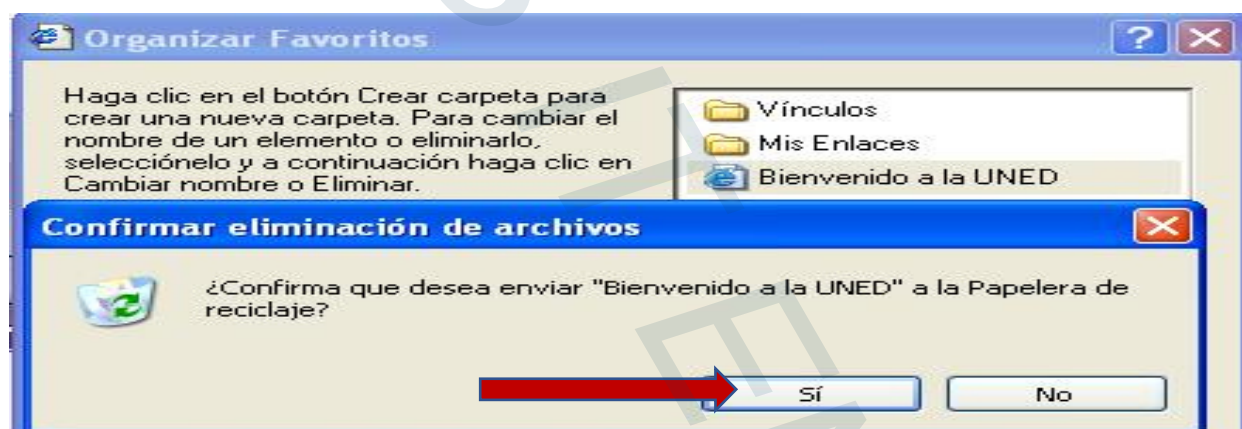 Organizar Favoritos
Haga clic en el botón Crear carpeta para
crear una nueva carpeta. Para cambiar el
nombre de un elemento o eliminarlo,
selecciónelo y a continuación haga clic en
Cambiar nombre o Eliminar.
Vínculos
Mis Enlaces
Bienvenido a la UNED
Confirmar eliminación de archivos
¿Confirma que desea enviar "Bienvenido a la UNED" a la Papelera de
reciclaje?
Sí
No